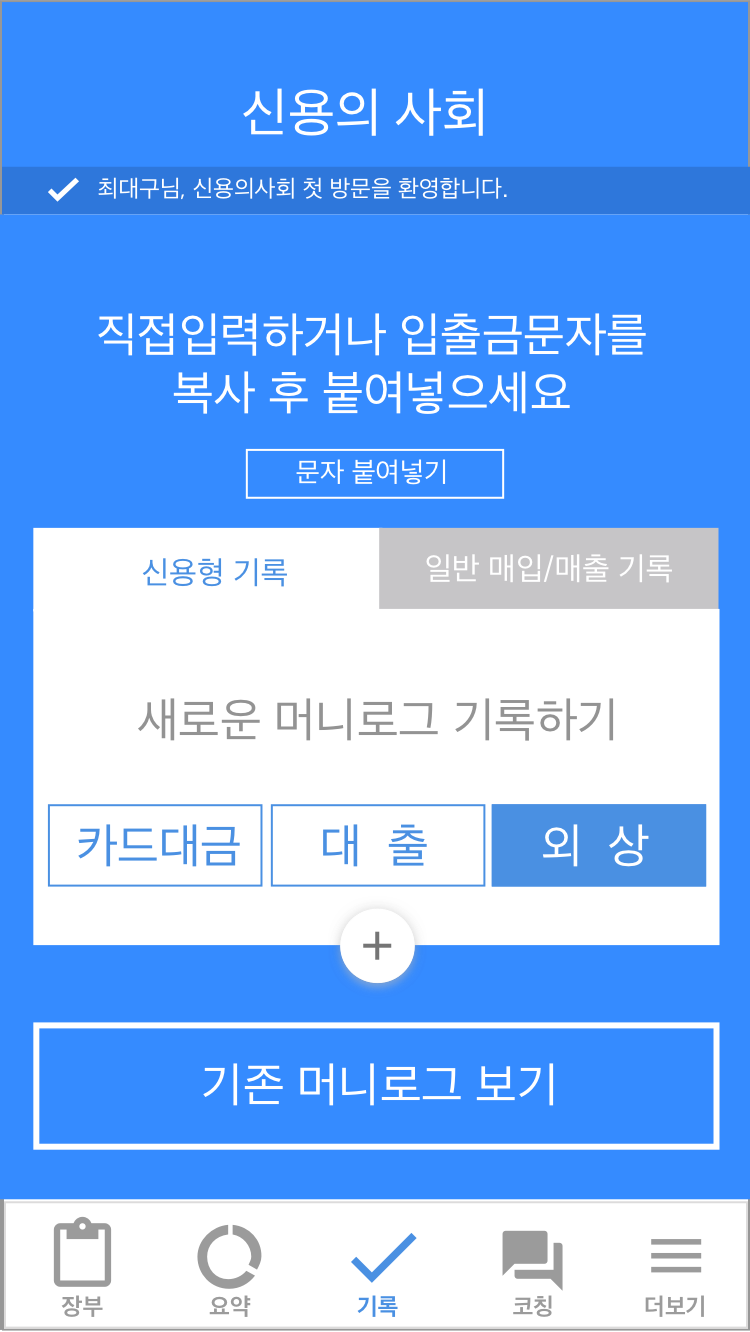 신용의 사회
최대구님, 신용의사회 첫 방문을 환영합니다.
직접입력하거나 입출금문자를
복사 후 붙여넣으세요
문자 붙여넣기
신용형 기록
일반 매입/매출 기록
새로운 머니로그 기록하기
카드대금
대 출
외 상
+
기존 머니로그 보기
장부
요약
기록
코칭
더보기